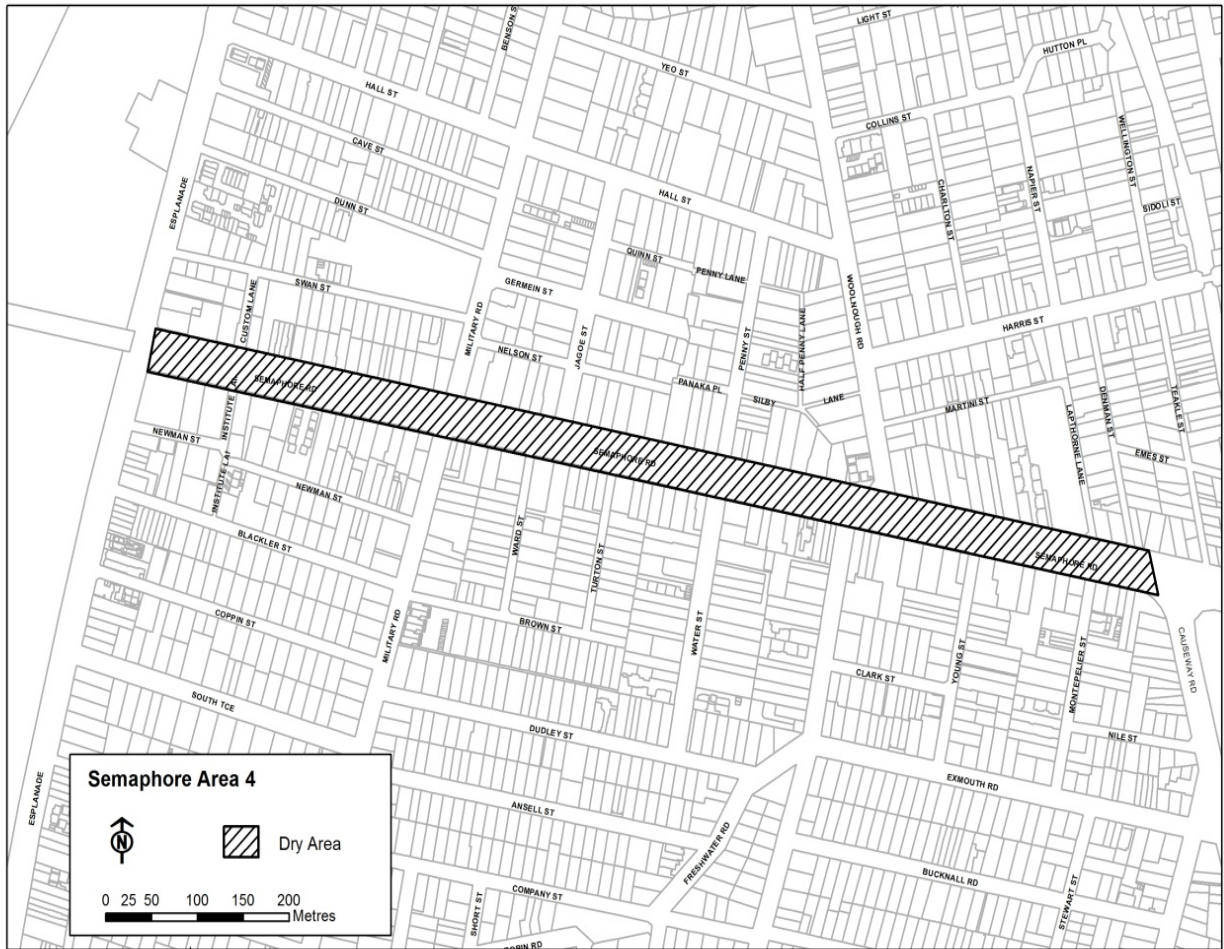 LIGHT ST
BENSON S
HUTTON PL
YEO ST
HALL ST
COLLINS ST
WELLINGTON ST
CAVE ST
ESPLANADE
DUNN ST
HALL ST
CHARLTON ST
NAPIER ST
SIDOLI ST
QUINN ST
PENNY LANE
SWAN ST
GERMEIN ST
WOOLNOUGH RD
CUSTOM LANE
MILITARY RD
HARRIS ST
NELSON ST
JAGOE ST
PENNY ST
HALF PENNY LANE
PANAKA PL
SILBY
LANE
MARTINI ST
LAPTHORNE LANE
DENMAN ST
TEAKLE ST
SEMAPHORE RD
INSTITUTE
NEWMAN ST
SEMAPHORE RD
EMES ST
INSTITUTE LA
NEWMAN ST
BLACKLER ST
WARD ST
TURTON ST
SEMAPHORE RD
COPPIN ST
MILITARY RD
BROWN ST
WATER ST
CLARK ST
YOUNG ST
MONTEPELIER ST
CAUSEWAY RD
SOUTH TCE
DUDLEY ST
NILE ST
EXMOUTH RD
ESPLANADE
ANSELL ST
FRESHWATER RD
BUCKNALL RD
COMPANY ST
SHORT ST
STEWART ST
Semaphore Area 4
N
Dry Area
0 25 50 100 150 200
Metres